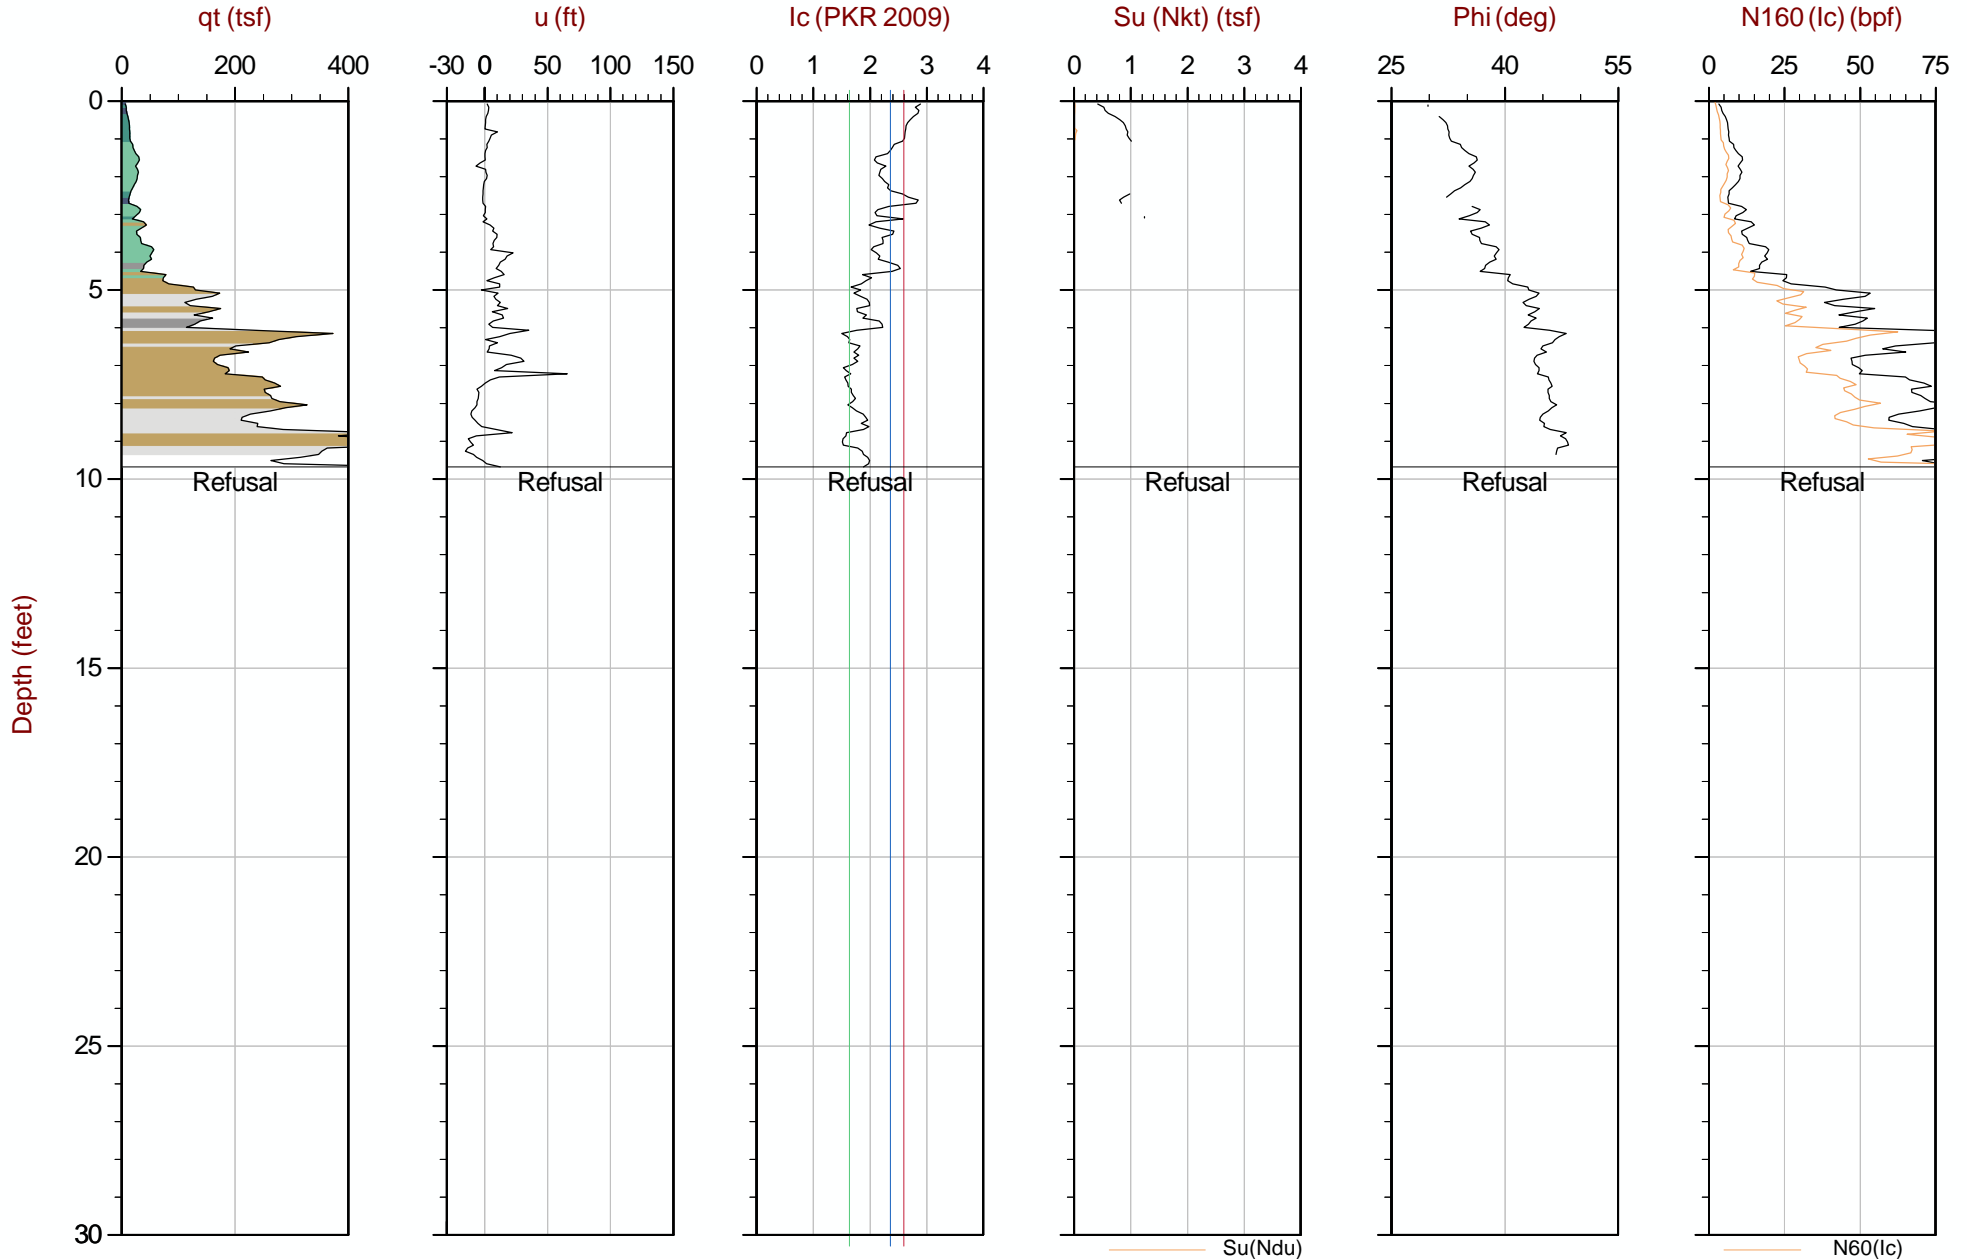 qt (tsf) u (ft) Ic (PKR 2009) Su (Nkt) (tsf) Phi (deg) N160 (Ic) (bpf)
0 200 400 -30 0 50 100 150 0 1 2 3 4 0 1 2 3 4 25 40 55 0 25 50 75
0
5
Refusal Refusal Refusal Refusal Refusal Refusal
10
Depth (feet)
15
20
25
30
Su(Ndu) N60(Ic)